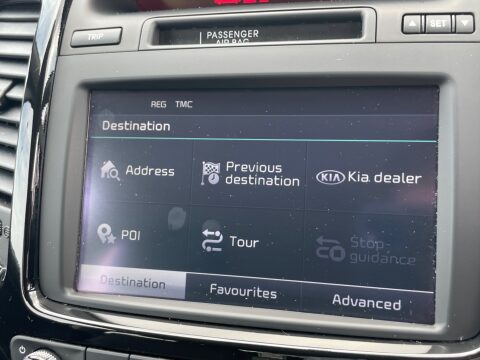 TRIP
PASSENGER
AIR BAG
SET
REG TMC
Destination
Address
Previous
destination
KIA Kia dealer
POI
Tour
Stop
guidance
Destination
Favourites
Advanced